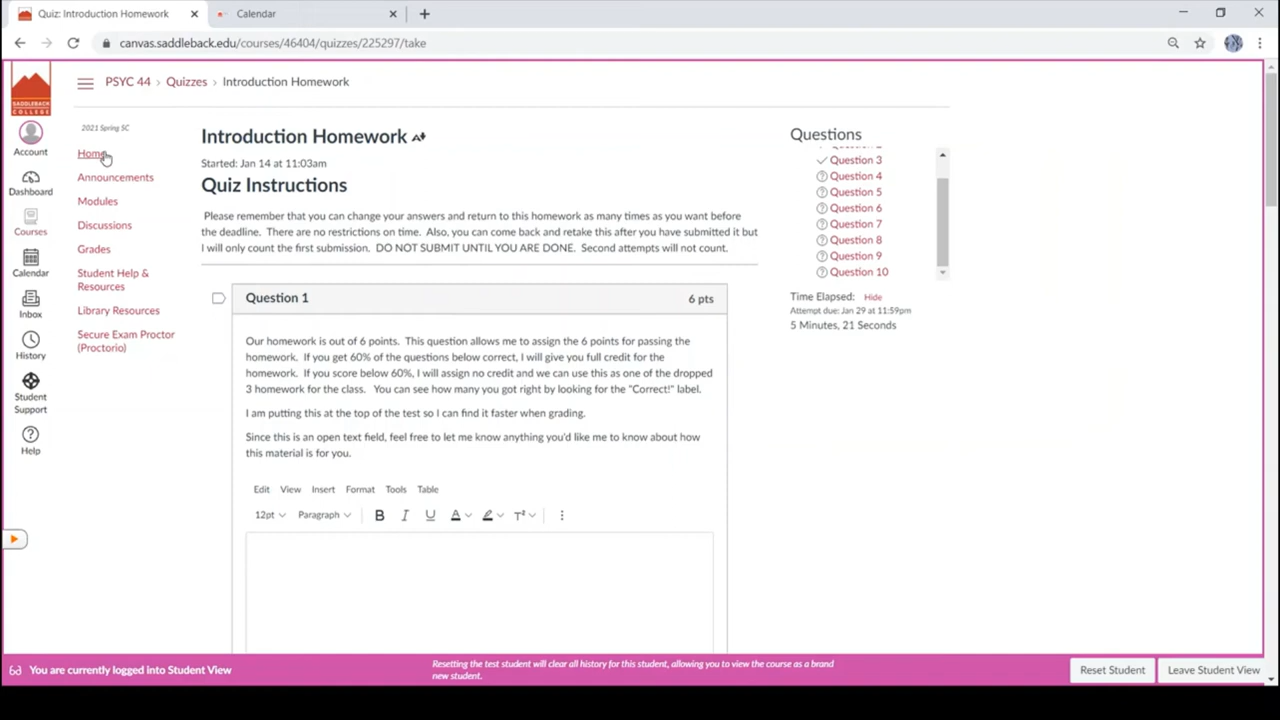 Quiz: Introduction Homework
Calendar
canvas.saddleback.edu/courses/46404/quizzes/225297/take
SADDLEBACK
COLLEGE
Account
Dashboard
Courses
Calendar
Inbox
History
Student
Support
Help
PSYC 44 › Quizzes › Introduction Homework
2021 Spring SC
Home
Announcements
Modules
Discussions
Grades
Student Help &
Resources
Library Resources
Secure Exam Proctor
(Proctorio)
Introduction Homework
Started: Jan 14 at 11:03am
Quiz Instructions
Please remember that you can change your answers and return to this homework as many times as you want before
the deadline. There are no restrictions on time. Also, you can come back and retake this after you have submitted it but
I will only count the first submission. DO NOT SUBMIT UNTIL YOU ARE DONE. Second attempts will not count.
Question 1
6 pts
Our homework is out of 6 points. This question allows me to assign the 6 points for passing the
homework. If you get 60% of the questions below correct, I will give you full credit for the
homework. If you score below 60%, I will assign no credit and we can use this as one of the dropped
3 homework for the class. You can see how many you got right by looking for the "Correct!" label.
I am putting this at the top of the test so I can find it faster when grading.
Since this is an open text field, feel free to let me know anything you'd like me to know about how
this material is for you.
Edit View Insert Format Tools Table
12pt Paragraph B I U A T²
Questions
Question 3
Question 4
Question 5
Question 6
Question 7
Question 8
Question 9
Question 10
Time Elapsed: Hide
Attempt due: Jan 29 at 11:59pm
5 Minutes, 21 Seconds
You are currently logged into Student View
Resetting the test student will clear all history for this student, allowing you to view the course as a brand
new student.
Reset Student
Leave Student View